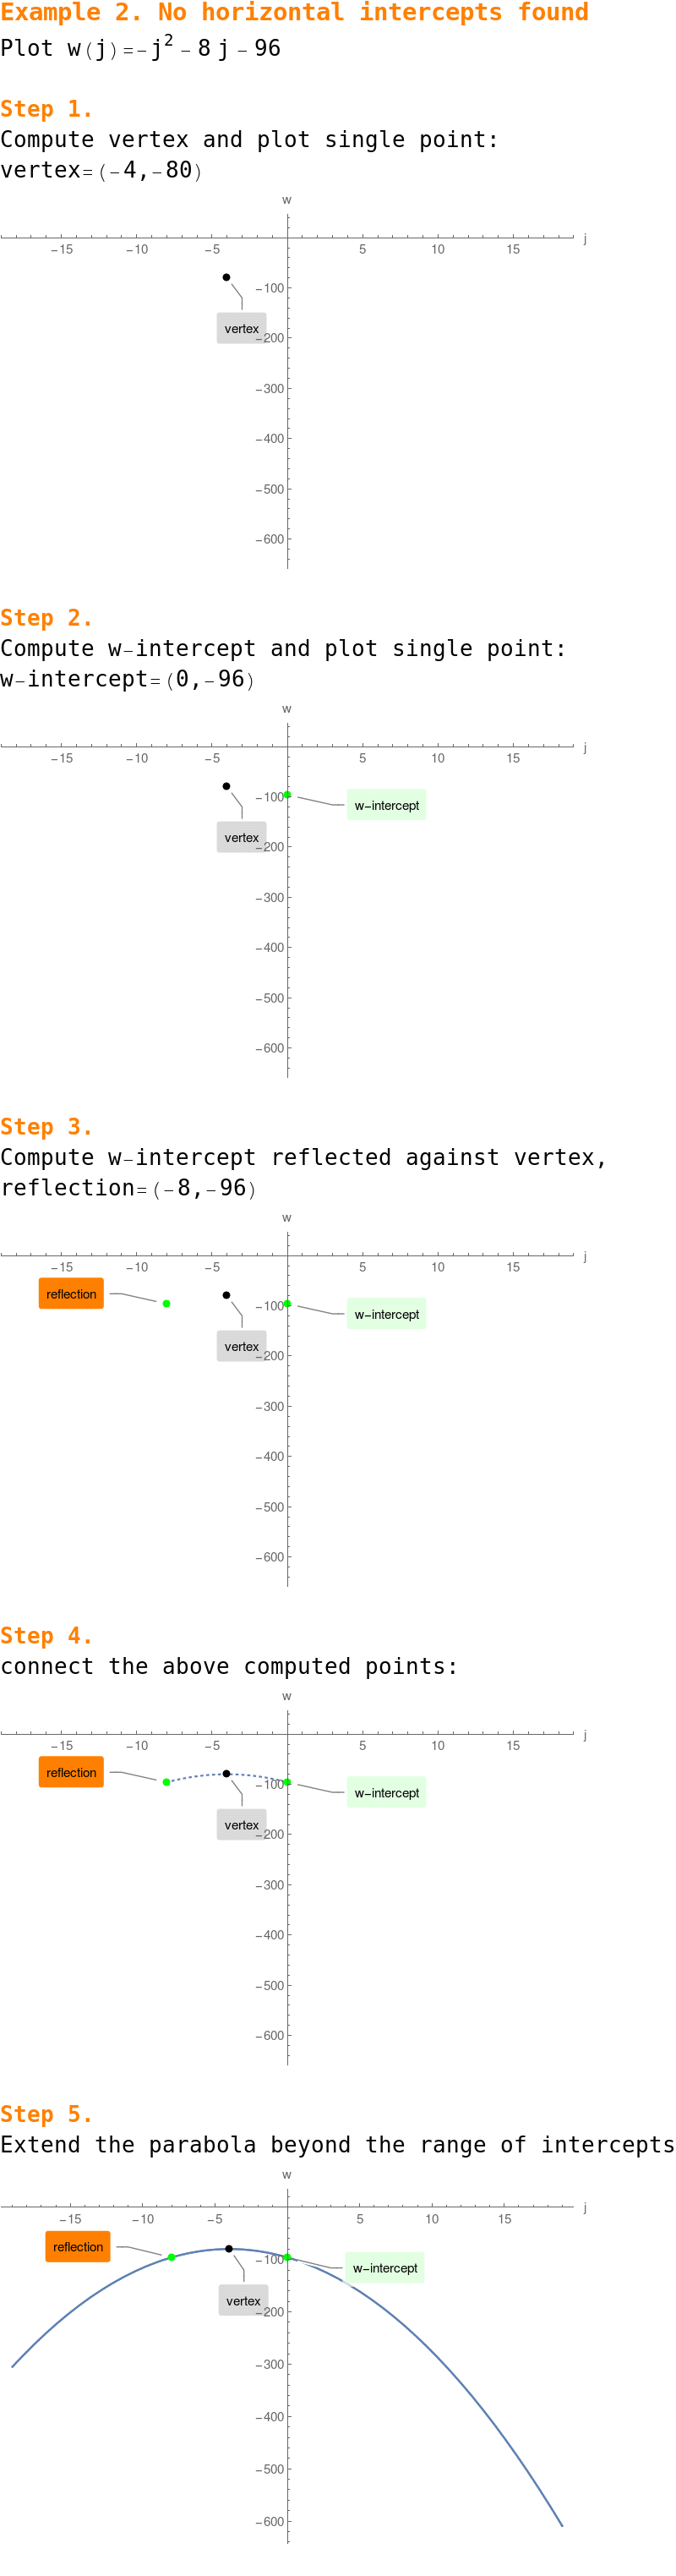 Example 2. No horizontal intercepts found
Plot w(j)=-j² - 8 j - 96
Step 1.
Compute vertex and plot single point:
vertex=(-4,-80)
w
j
-15 -10 -5 5 10 15
-100
vertex
-200
-300
-400
-500
-600
Step 2.
Compute w-intercept and plot single point:
w-intercept=(0,-96)
w
j
-15 -10 -5 5 10 15
-100
w-intercept
vertex
-200
-300
-400
-500
-600
Step 3.
Compute w-intercept reflected against vertex,
reflection=(-8,-96)
w
j
-15 -10 -5 5 10 15
reflection
-100
w-intercept
vertex
-200
-300
-400
-500
-600
Step 4.
connect the above computed points:
w
j
-15 -10 -5 5 10 15
reflection
-100
w-intercept
vertex
-200
-300
-400
-500
-600
Step 5.
Extend the parabola beyond the range of intercepts
w
j
-15 -10 -5 5 10 15
reflection
-100
w-intercept
vertex
-200
-300
-400
-500
-600